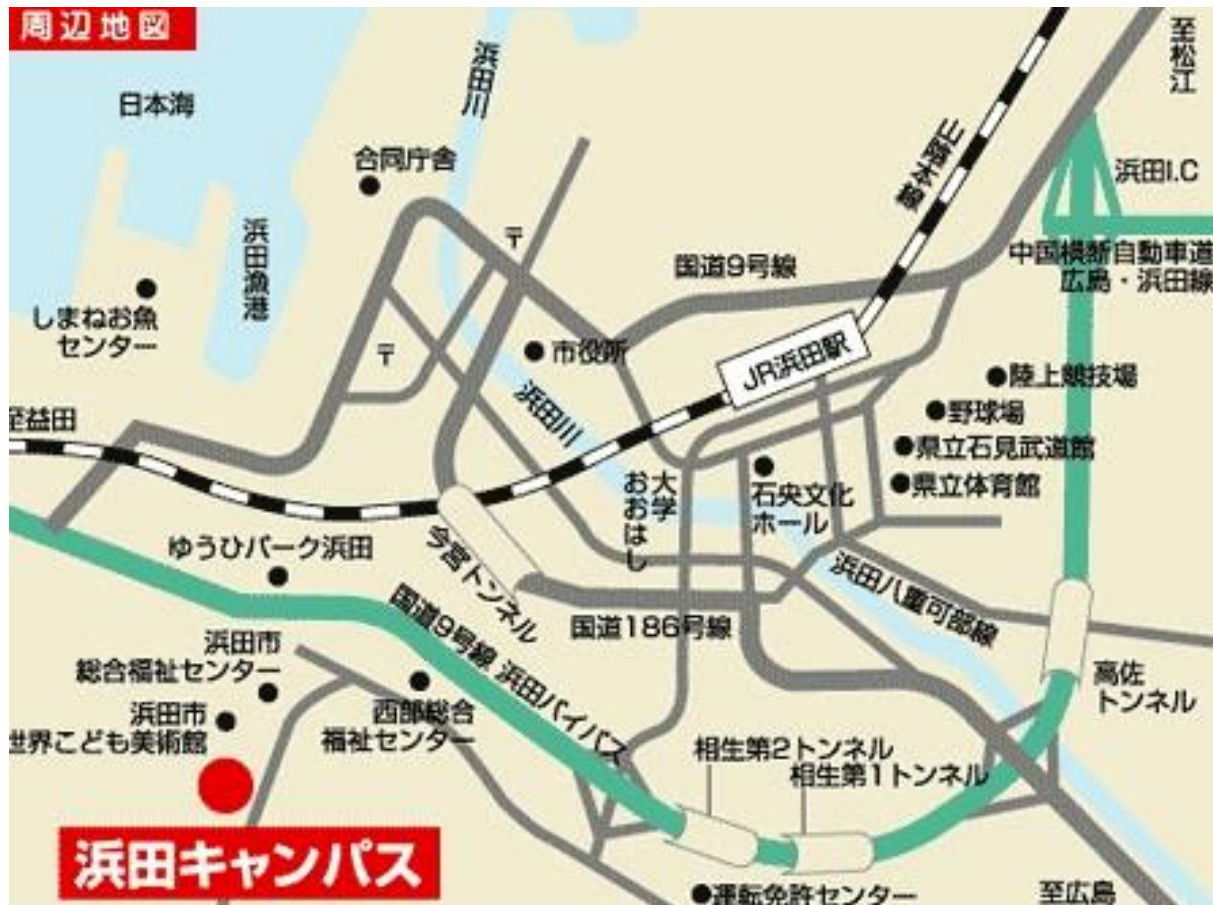 周辺地図
日本海
浜田川
合同庁舎
〒
至松江
山陰本線
浜田I.C
中国横断自動車道
広島・浜田線
浜田漁港
国道9号線
しまねお魚
センター
〒
市役所
JR浜田駅
浜田川
陸上競技場
野球場
県立石見武道館
県立体育館
至益田
大学
おおはし
石央文化
ホール
ゆうひパーク浜田
今宮トンネル
国道186号線
浜田八重可部線
国道9号線 浜田バイパス
浜田市
総合福祉センター
浜田市
世界こども美術館
西部総合
福祉センター
高佐
トンネル
相生第2トンネル
相生第1トンネル
浜田キャンパス
運転免許センター
至広島